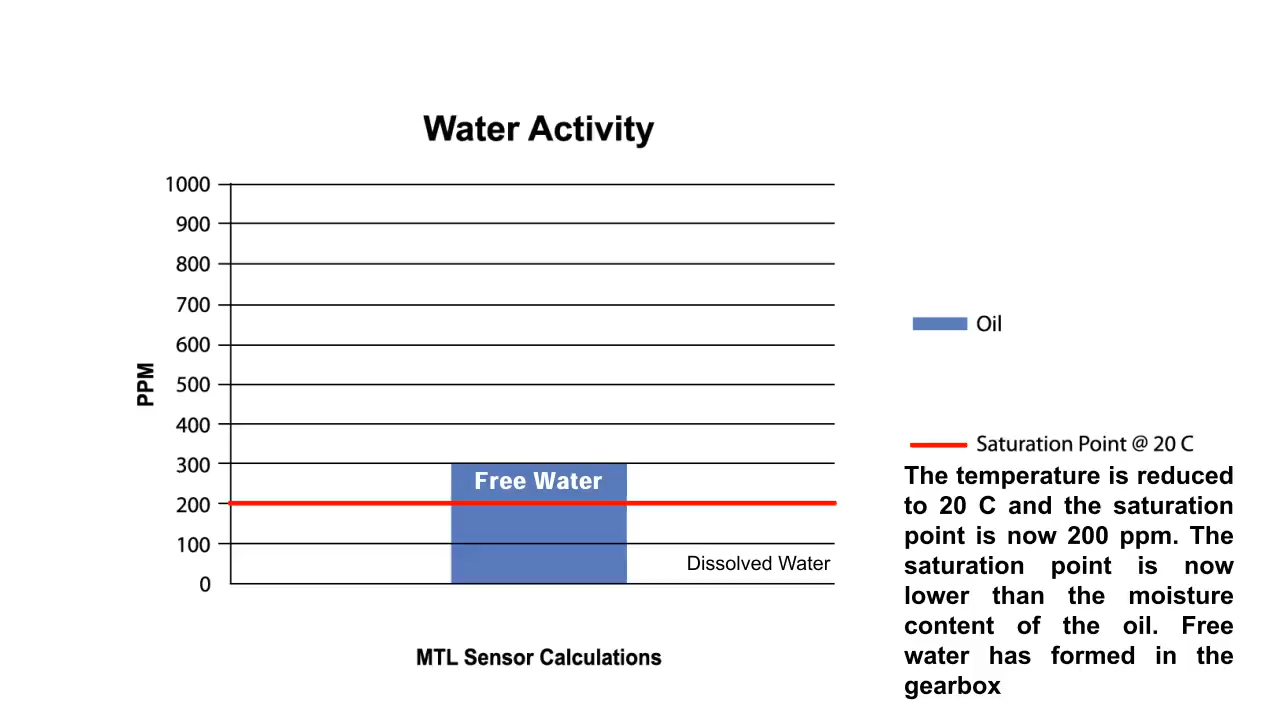 Water Activity
1000
900
800
700
600
500
400
300
200
100
0
PPM
Free Water
Dissolved Water
MTL Sensor Calculations
Oil
Saturation Point @ 20 C
The temperature is reduced
to 20 C and the saturation
point is now 200 ppm. The
saturation point is now
lower than the moisture
content of the oil. Free
water has formed in the
gearbox